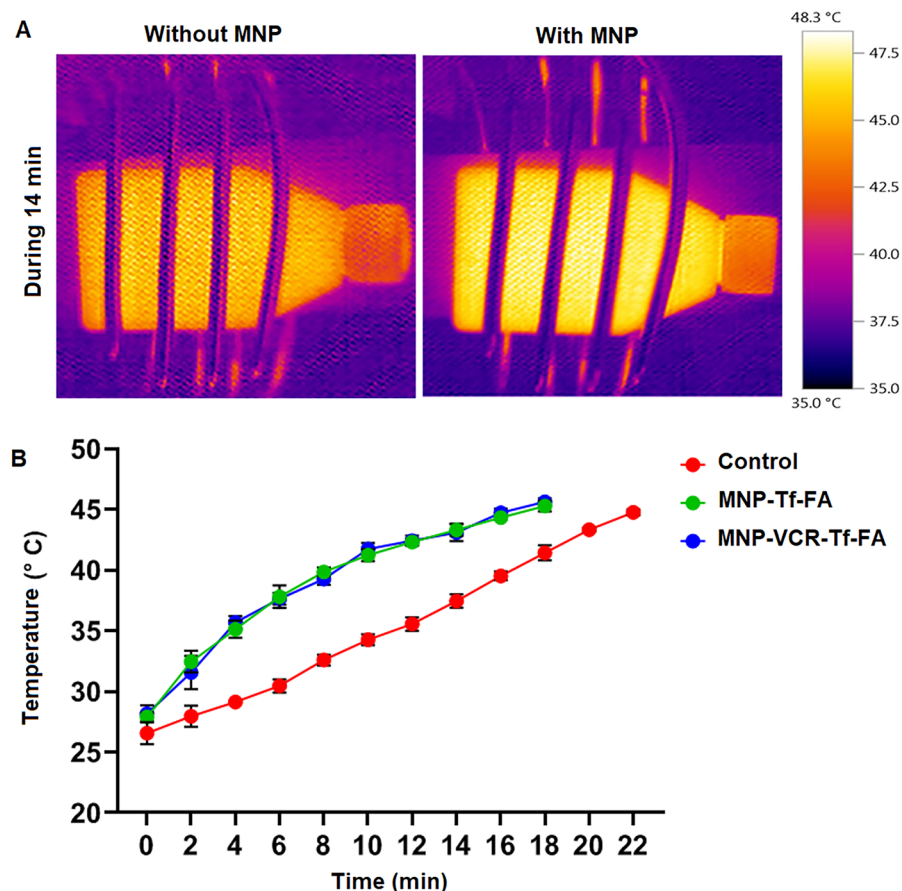 A
Without MNP
With MNP
During 14 min
48.3 °C
47.5
45.0
42.5
40.0
37.5
35.0
35.0 °C
B
50
45
40
35
30
25
20
Temperature (° C)
0 2 4 6 8 10 12 14 16 18 20 22
Time (min)
Control
MNP-Tf-FA
MNP-VCR-Tf-FA